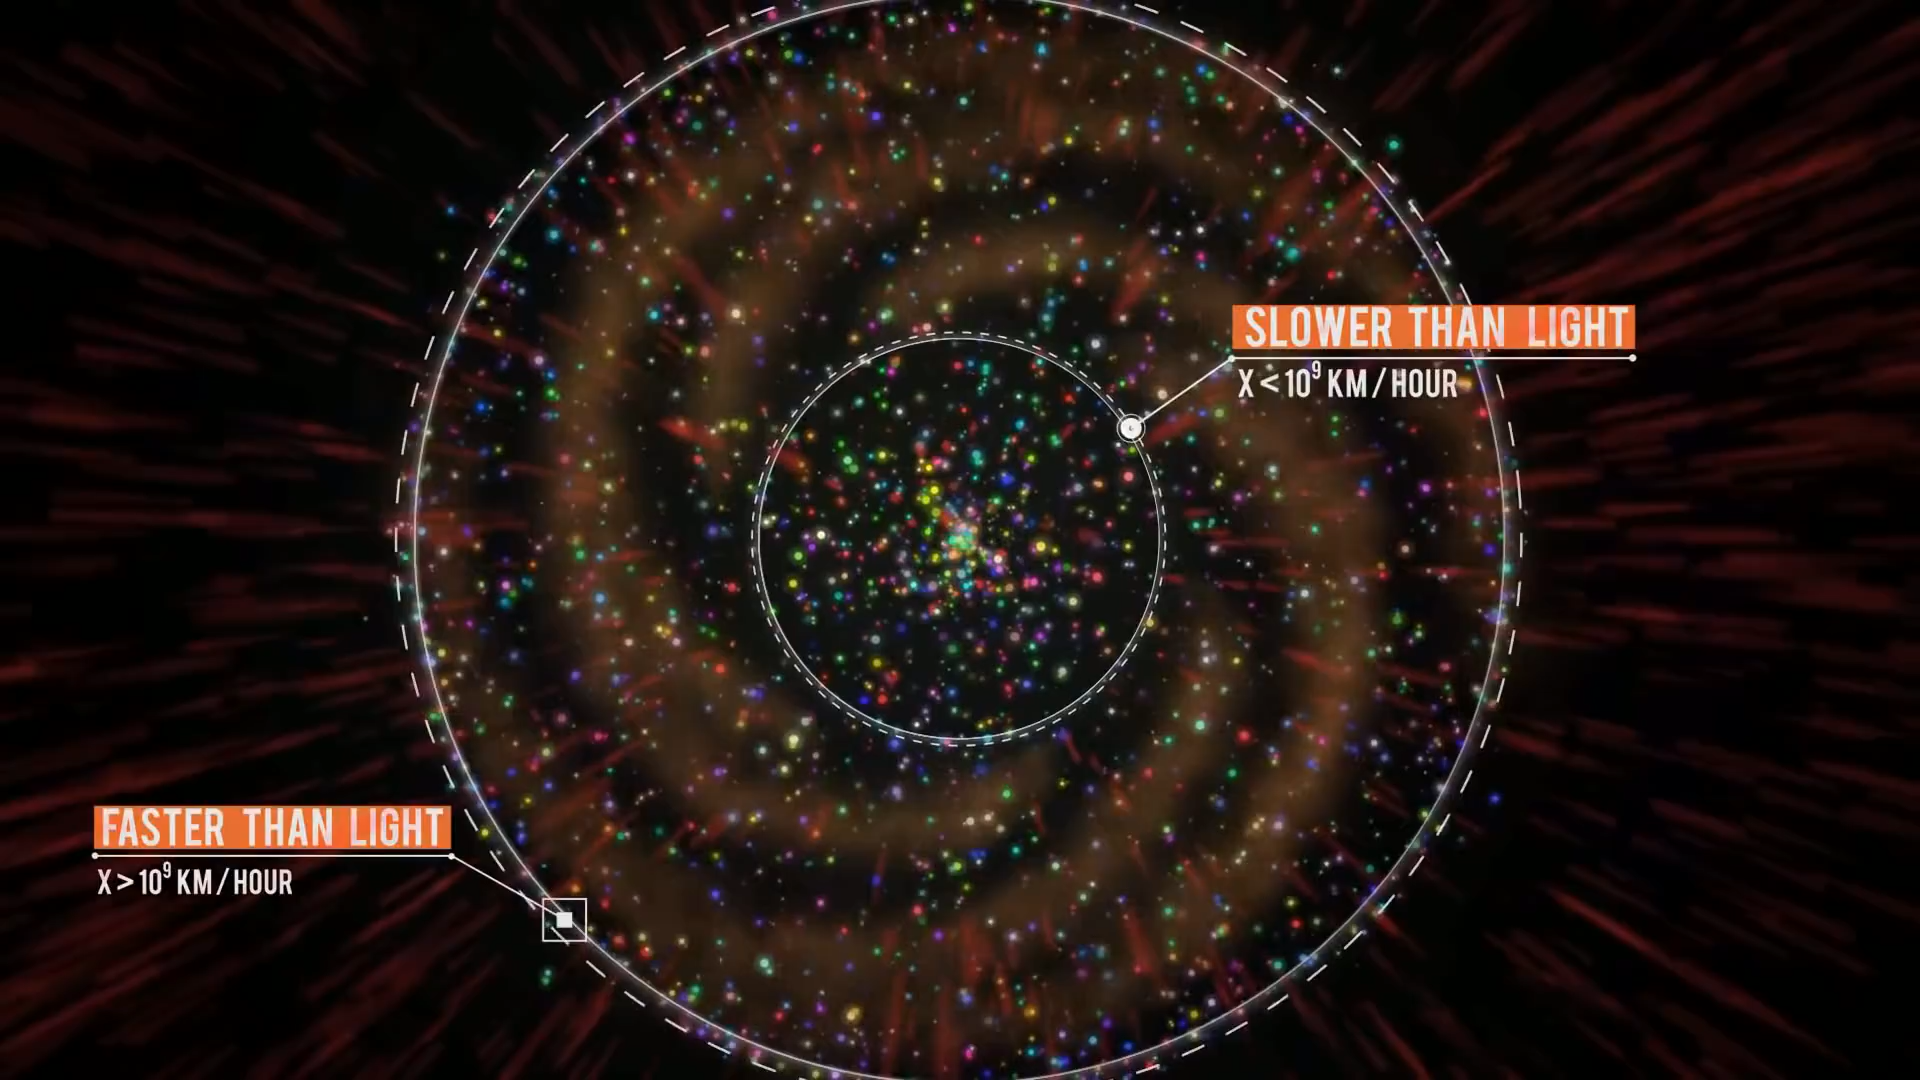 SLOWER THAN LIGHT
X < 10⁹ KM / HOUR
FASTER THAN LIGHT
X > 10⁹ KM / HOUR